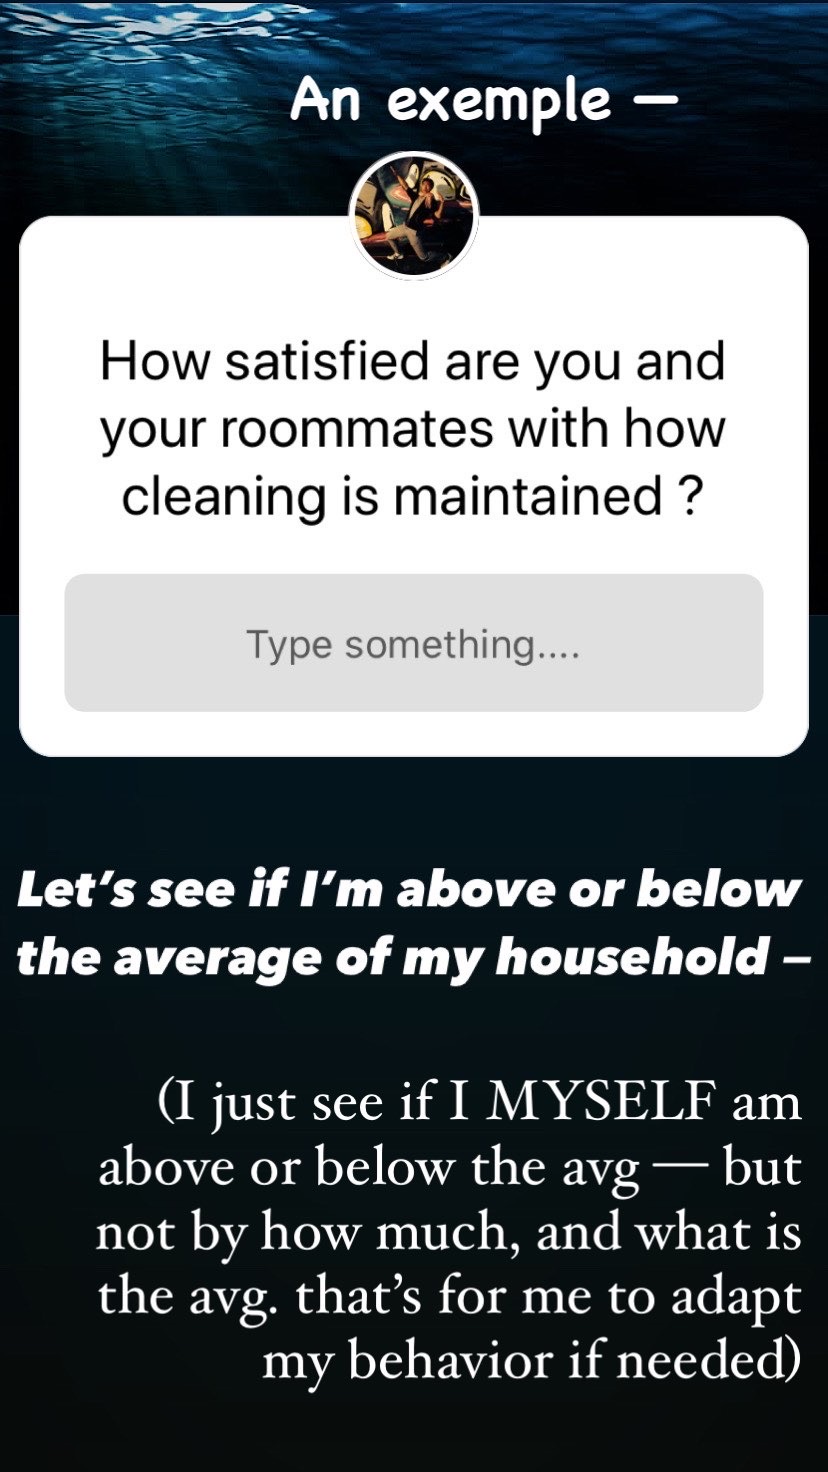 An exemple —
How satisfied are you and
your roommates with how
cleaning is maintained ?
Type something....
Let's see if I'm above or below
the average of my household –
(I just see if I MYSELF am
above or below the avg — but
not by how much, and what is
the avg. that's for me to adapt
my behavior if needed)